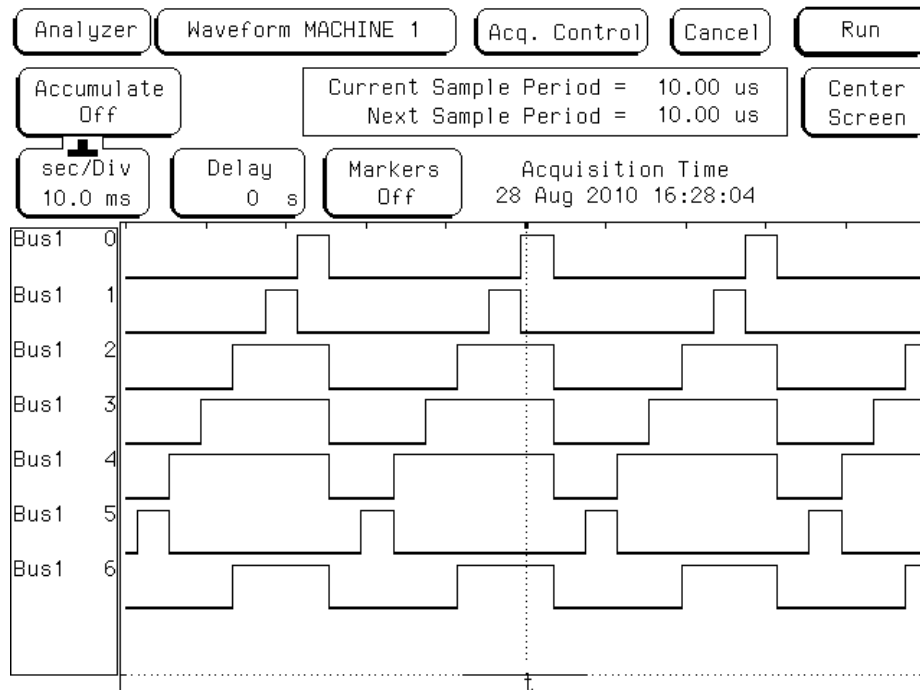 Analyzer Waveform MACHINE 1 Acq. Control Cancel Run
Accumulate
Off
Current Sample Period = 10.00 us
Next Sample Period = 10.00 us
Center
Screen
sec/Div
10.0 ms
Delay
0 s
Markers
Off
Acquisition Time
28 Aug 2010 16:28:04
Bus1 0
Bus1 1
Bus1 2
Bus1 3
Bus1 4
Bus1 5
Bus1 6
t